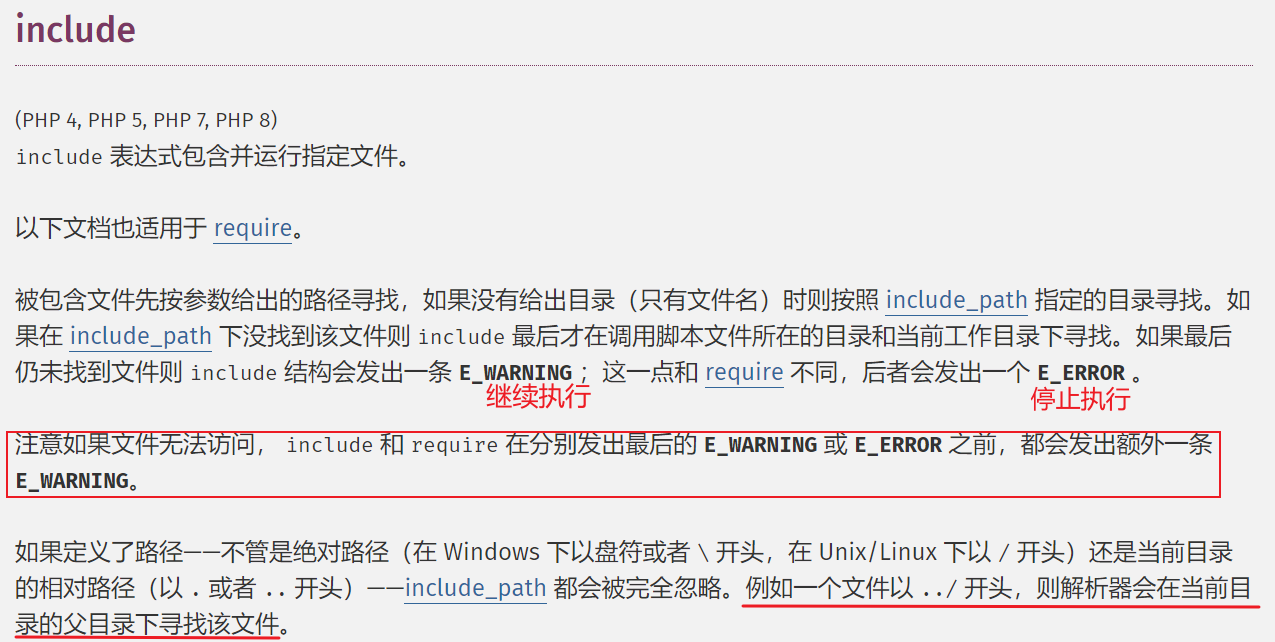 include
(PHP 4, PHP 5, PHP 7, PHP 8)
include 表达式包含并运行指定文件。
以下文档也适用于 require。
被包含文件先按参数给出的路径寻找，如果没有给出目录（只有文件名）时则按照 include_path 指定的目录寻找。如
果在 include_path 下没找到该文件则 include 最后才在调用脚本文件所在的目录和当前工作目录下寻找。如果最后
仍未找到文件则 include 结构会发出一条 E_WARNING ；这一点和 require 不同，后者会发出一个 E_ERROR 。
继续执行 停止执行
注意如果文件无法访问， include 和 require 在分别发出最后的 E_WARNING 或 E_ERROR 之前，都会发出额外一条
E_WARNING。
如果定义了路径——不管是绝对路径（在 Windows 下以盘符或者 \ 开头，在 Unix/Linux 下以 / 开头）还是当前目录
的相对路径（以 . 或者 .. 开头）——include_path 都会被完全忽略。例如一个文件以 ../ 开头，则解析器会在当前目
录的父目录下寻找该文件。